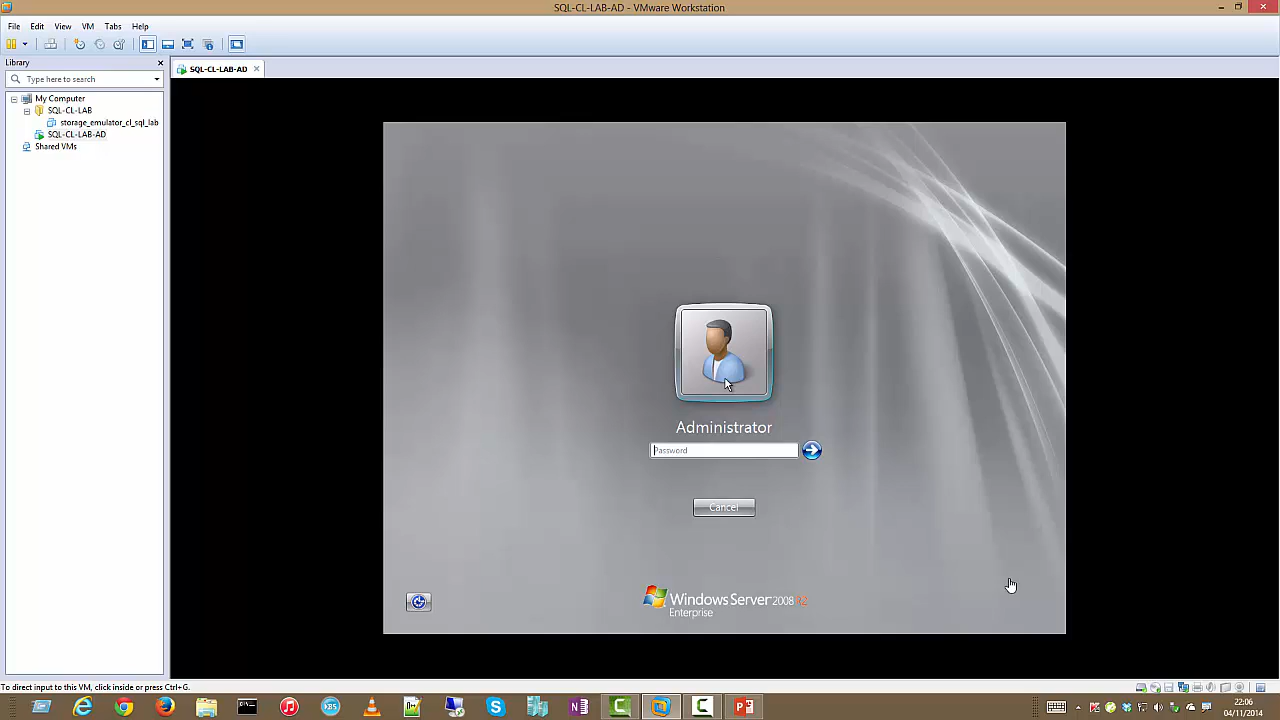 SQL-CL-LAB-AD - VMware Workstation
File Edit View VM Tabs Help
Library
Type here to search
SQL-CL-LAB-AD
My Computer
SQL-CL-LAB
storage_emulator_cl_sql_lab
SQL-CL-LAB-AD
Shared VMs
Administrator
Password
Cancel
Windows Server 2008 R2
Enterprise
To direct input to this VM, click inside or press Ctrl+G.
22:06
04/11/2014